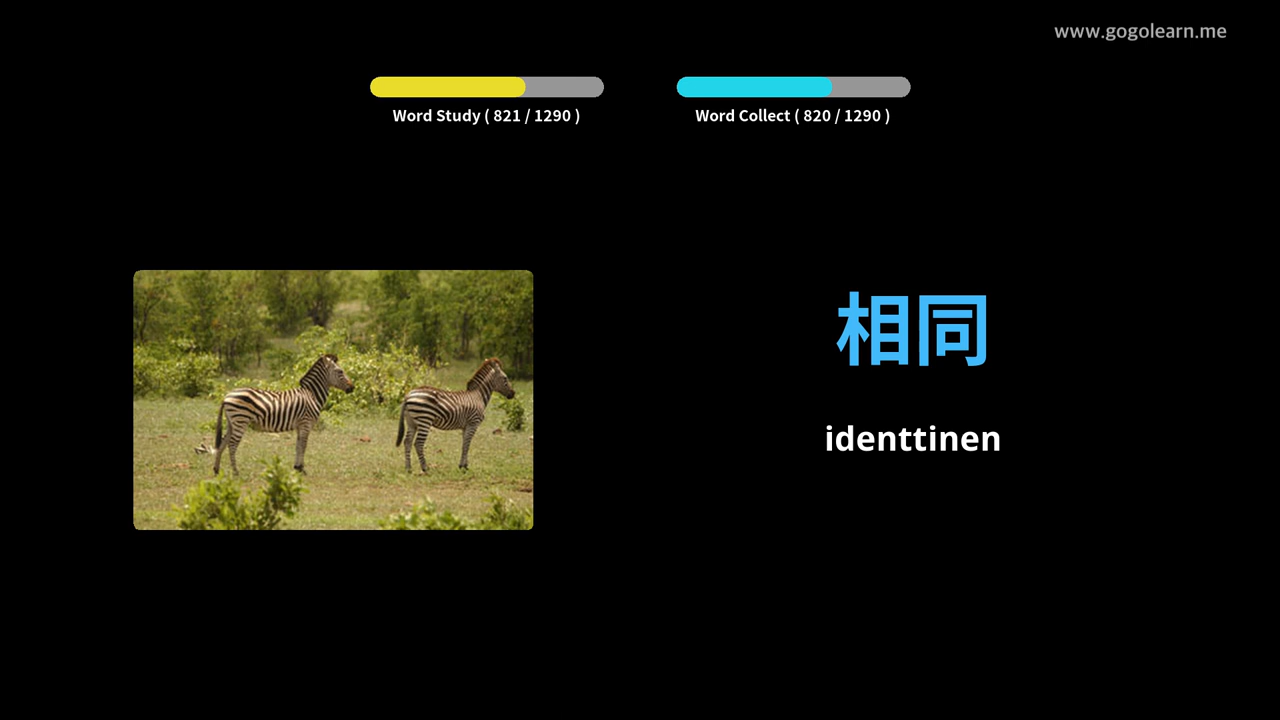 www.gogolearn.me
Word Study ( 821 / 1290 )
Word Collect ( 820 / 1290 )
相同
identtinen